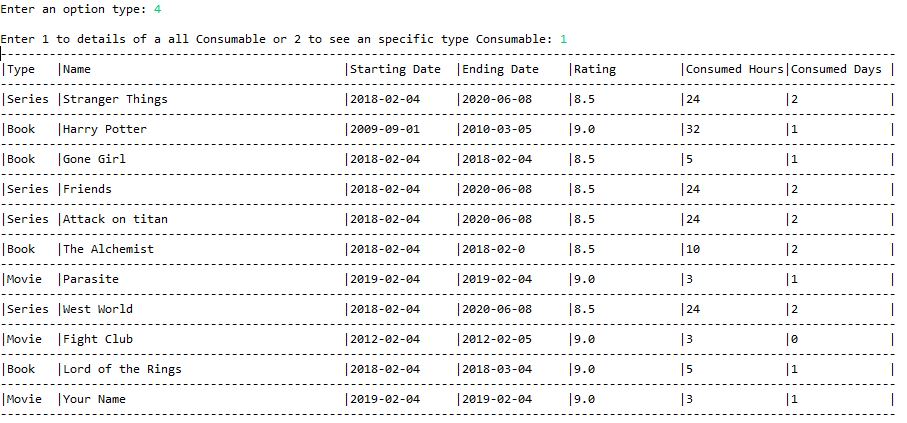 Enter an option type: 4
Enter 1 to details of a all Consumable or 2 to see an specific type Consumable: 1
|Type |Name |Starting Date |Ending Date |Rating |Consumed Hours|Consumed Days |
|Series |Stranger Things |2018-02-04 |2020-06-08 |8.5 |24 |2 |
|Book |Harry Potter |2009-09-01 |2010-03-05 |9.0 |32 |1 |
|Book |Gone Girl |2018-02-04 |2018-02-04 |8.5 |5 |1 |
|Series |Friends |2018-02-04 |2020-06-08 |8.5 |24 |2 |
|Series |Attack on titan |2018-02-04 |2020-06-08 |8.5 |24 |2 |
|Book |The Alchemist |2018-02-04 |2018-02-0 |8.5 |10 |2 |
|Movie |Parasite |2019-02-04 |2019-02-04 |9.0 |3 |1 |
|Series |West World |2018-02-04 |2020-06-08 |8.5 |24 |2 |
|Movie |Fight Club |2012-02-04 |2012-02-05 |9.0 |3 |0 |
|Book |Lord of the Rings |2018-02-04 |2018-03-04 |9.0 |5 |1 |
|Movie |Your Name |2019-02-04 |2019-02-04 |9.0 |3 |1 |